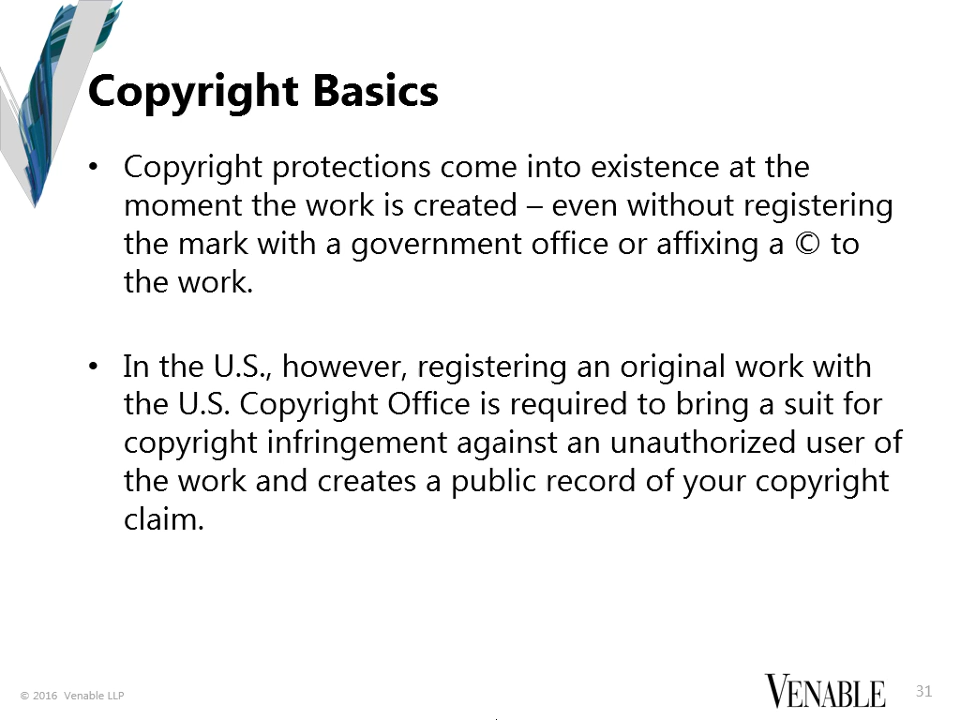 Copyright Basics
• Copyright protections come into existence at the
moment the work is created – even without registering
the mark with a government office or affixing a © to
the work.
• In the U.S., however, registering an original work with
the U.S. Copyright Office is required to bring a suit for
copyright infringement against an unauthorized user of
the work and creates a public record of your copyright
claim.
© 2016 Venable LLP
VENABLE
31